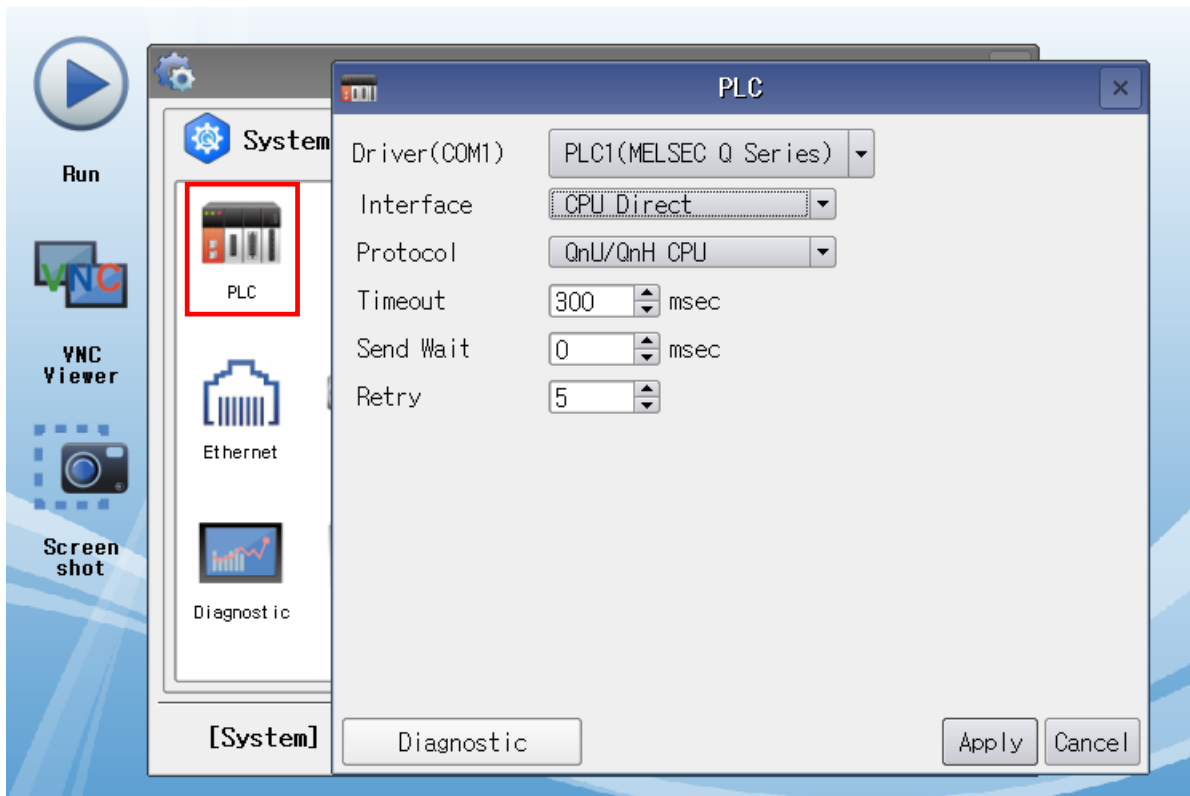 Run
VNC
VNC
Viewer
Screen
shot
System
PLC
Ethernet
Diagnostic
[System]
PLC
Driver(COM1) PLC1(MELSEC Q Series)
Interface CPU Direct
Protocol QnU/QnH CPU
Timeout 300 msec
Send Wait 0 msec
Retry 5
Diagnostic Apply Cancel